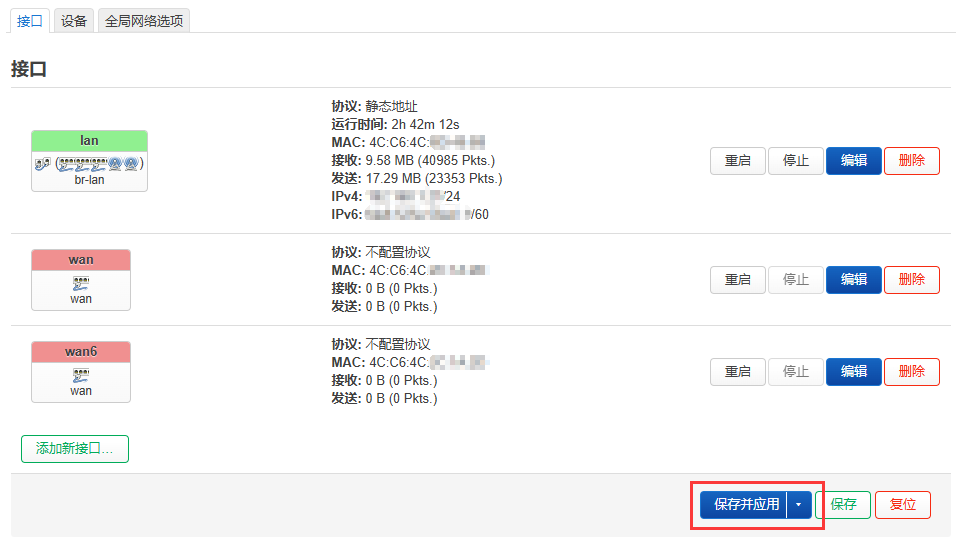 接口 设备 全局网络选项
接口
lan
br-lan
协议: 静态地址
运行时间: 2h 42m 12s
MAC: 4C:C6:4C:
接收: 9.58 MB (40985 Pkts.)
发送: 17.29 MB (23353 Pkts.)
IPv4: /24
IPv6: /60
重启 停止 编辑 删除
wan
wan
协议: 不配置协议
MAC: 4C:C6:4C:
接收: 0 B (0 Pkts.)
发送: 0 B (0 Pkts.)
重启 停止 编辑 删除
wan6
wan
协议: 不配置协议
MAC: 4C:C6:4C:
接收: 0 B (0 Pkts.)
发送: 0 B (0 Pkts.)
重启 停止 编辑 删除
添加新接口...
保存并应用 保存 复位